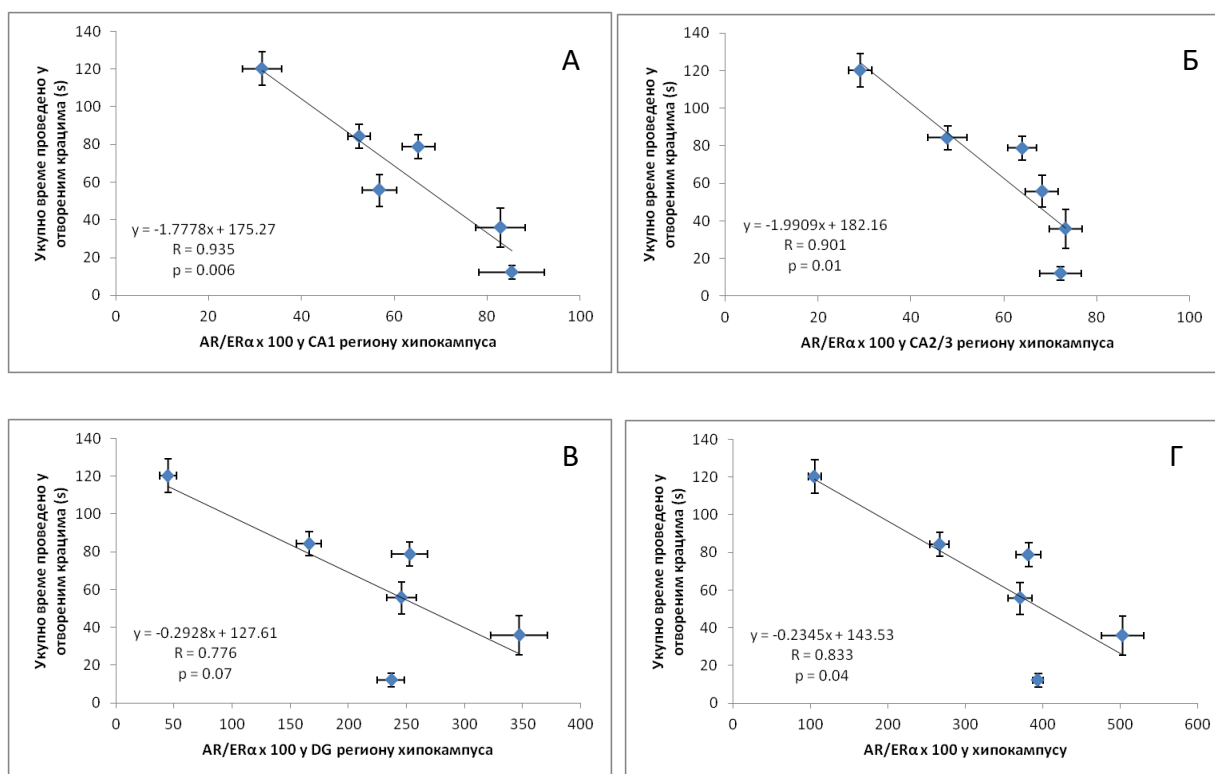 А
Укупно време проведено у
отвореним крацима (s)
140
120
100
80
60
40
20
0
y = -1.7778x + 175.27
R = 0.935
p = 0.006
0 20 40 60 80 100
AR/ERα x 100 у CA1 региону хипокампуса
Б
Укупно време проведено у
отвореним крацима (s)
140
120
100
80
60
40
20
0
y = -1.9909x + 182.16
R = 0.901
p = 0.01
0 20 40 60 80 100
AR/ERα x 100 у CA2/3 региону хипокампуса
В
Укупно време проведено у
отвореним крацима (s)
140
120
100
80
60
40
20
0
y = -0.2928x + 127.61
R = 0.776
p = 0.07
0 50 100 150 200 250 300 350 400
AR/ERα x 100 у DG региону хипокампуса
Г
Укупно време проведено у
отвореним крацима (s)
140
120
100
80
60
40
20
0
y = -0.2345x + 143.53
R = 0.833
p = 0.04
0 100 200 300 400 500 600
AR/ERα x 100 у хипокампусу